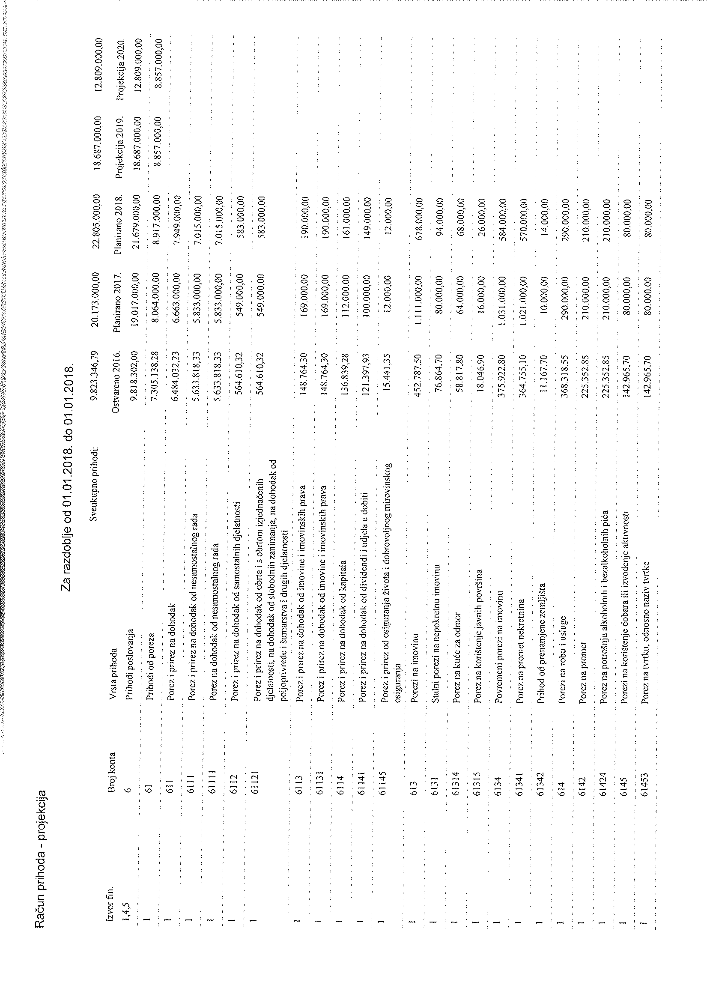 Račun prihoda - projekcija
Za razdoblje od 01.01.2018. do 01.01.2018.
Sveukupno prihodi: 9.823.346,79 20.173.000,00 22.805.000,00 18.687.000,00 12.809.000,00
Izvor fin. Broj konta Vrsta prihoda Ostvareno 2016. Planirano 2017. Planirano 2018. Projekcija 2019. Projekcija 2020.
1,4,5 6 Prihodi poslovanja 9.818.302,00 19.017.000,00 21.679.000,00 18.687.000,00 12.809.000,00
1 61 Prihodi od poreza 7.305.138,28 8.064.000,00 8.917.000,00 8.857.000,00 8.857.000,00
1 611 Porez i prirez na dohodak 6.484.032,23 6.663.000,00 7.949.000,00
1 6111 Porez i prirez na dohodak od nesamostalnog rada 5.633.818,33 5.833.000,00 7.015.000,00
1 61111 Porez na dohodak od nesamostalnog rada 5.633.818,33 5.833.000,00 7.015.000,00
1 6112 Porez i prirez na dohodak od samostalnih djelatnosti 564.610,32 549.000,00 583.000,00
1 61121 Porez i prirez na dohodak od obrta i s obrtom izjednačenih 564.610,32 549.000,00 583.000,00
djelatnosti, na dohodak od slobodnih zanimanja, na dohodak od
poljoprivrede i šumarstva i drugih djelatnosti
1 6113 Porez i prirez na dohodak od imovine i imovinskih prava 148.764,30 169.000,00 190.000,00
1 61131 Porez i prirez na dohodak od imovine i imovinskih prava 148.764,30 169.000,00 190.000,00
1 6114 Porez i prirez na dohodak od kapitala 136.839,28 112.000,00 161.000,00
1 61141 Porez i prirez na dohodak od dividendi i udjela u dobiti 121.397,93 100.000,00 149.000,00
1 61145 Porez i prirez od osiguranja života i dobrovoljnog mirovinskog 15.441,35 12.000,00 12.000,00
osiguranja
1 613 Porezi na imovinu 452.787,50 1.111.000,00 678.000,00
1 6131 Stalni porezi na nepokretnu imovinu 76.864,70 80.000,00 94.000,00
1 61314 Porez na kuće za odmor 58.817,80 64.000,00 68.000,00
1 61315 Porez na korištenje javnih površina 18.046,90 16.000,00 26.000,00
1 6134 Povremeni porezi na imovinu 375.922,80 1.031.000,00 584.000,00
1 61341 Porez na promet nekretnina 364.755,10 1.021.000,00 570.000,00
1 61342 Prihod od prenamjene zemljišta 11.167,70 10.000,00 14.000,00
1 614 Porezi na robu i usluge 368.318,55 290.000,00 290.000,00
1 6142 Porez na promet 225.352,85 210.000,00 210.000,00
1 61424 Porez na potrošnju alkoholnih i bezalkoholnih pića 225.352,85 210.000,00 210.000,00
1 6145 Porezi na korištenje dobara ili izvođenje aktivnosti 142.965,70 80.000,00 80.000,00
1 61453 Porez na tvrtku, odnosno naziv tvrtke 142.965,70 80.000,00 80.000,00